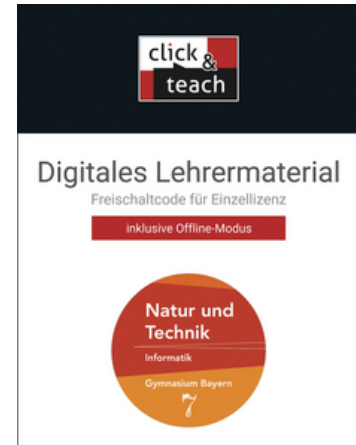 click &
teach
Digitales Lehrermaterial
Freischaltcode für Einzellizenz
inklusive Offline-Modus
Natur und
Technik
Informatik
Gymnasium Bayern
7